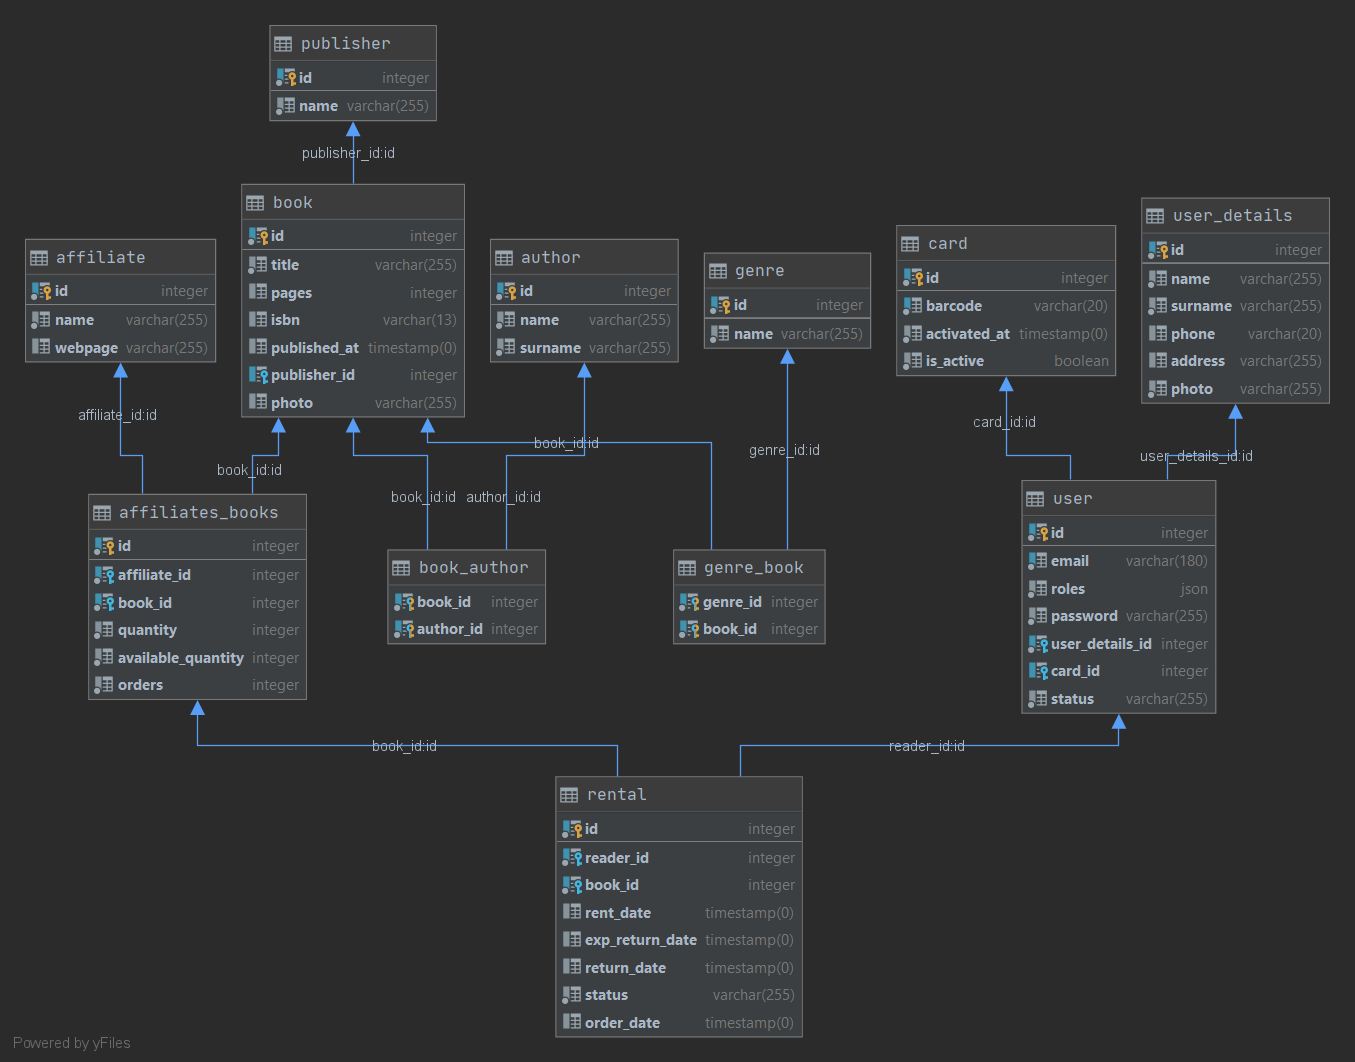 publisher
id integer
name varchar(255)
publisher_id:id
book
id integer
title varchar(255)
pages integer
isbn varchar(13)
published_at timestamp(0)
publisher_id integer
photo varchar(255)
affiliate
id integer
name varchar(255)
webpage varchar(255)
author
id integer
name varchar(255)
surname varchar(255)
genre
id integer
name varchar(255)
card
id integer
barcode varchar(20)
activated_at timestamp(0)
is_active boolean
user_details
id integer
name varchar(255)
surname varchar(255)
phone varchar(20)
address varchar(255)
photo varchar(255)
affiliate_id:id
book_id:id
book_id:id
author_id:id
book_id:id
genre_id:id
card_id:id
user_details_id:id
affiliates_books
id integer
affiliate_id integer
book_id integer
quantity integer
available_quantity integer
orders integer
book_author
book_id integer
author_id integer
genre_book
genre_id integer
book_id integer
user
id integer
email varchar(180)
roles json
password varchar(255)
user_details_id integer
card_id integer
status varchar(255)
book_id:id
reader_id:id
rental
id integer
reader_id integer
book_id integer
rent_date timestamp(0)
exp_return_date timestamp(0)
return_date timestamp(0)
status varchar(255)
order_date timestamp(0)
Powered by yFiles